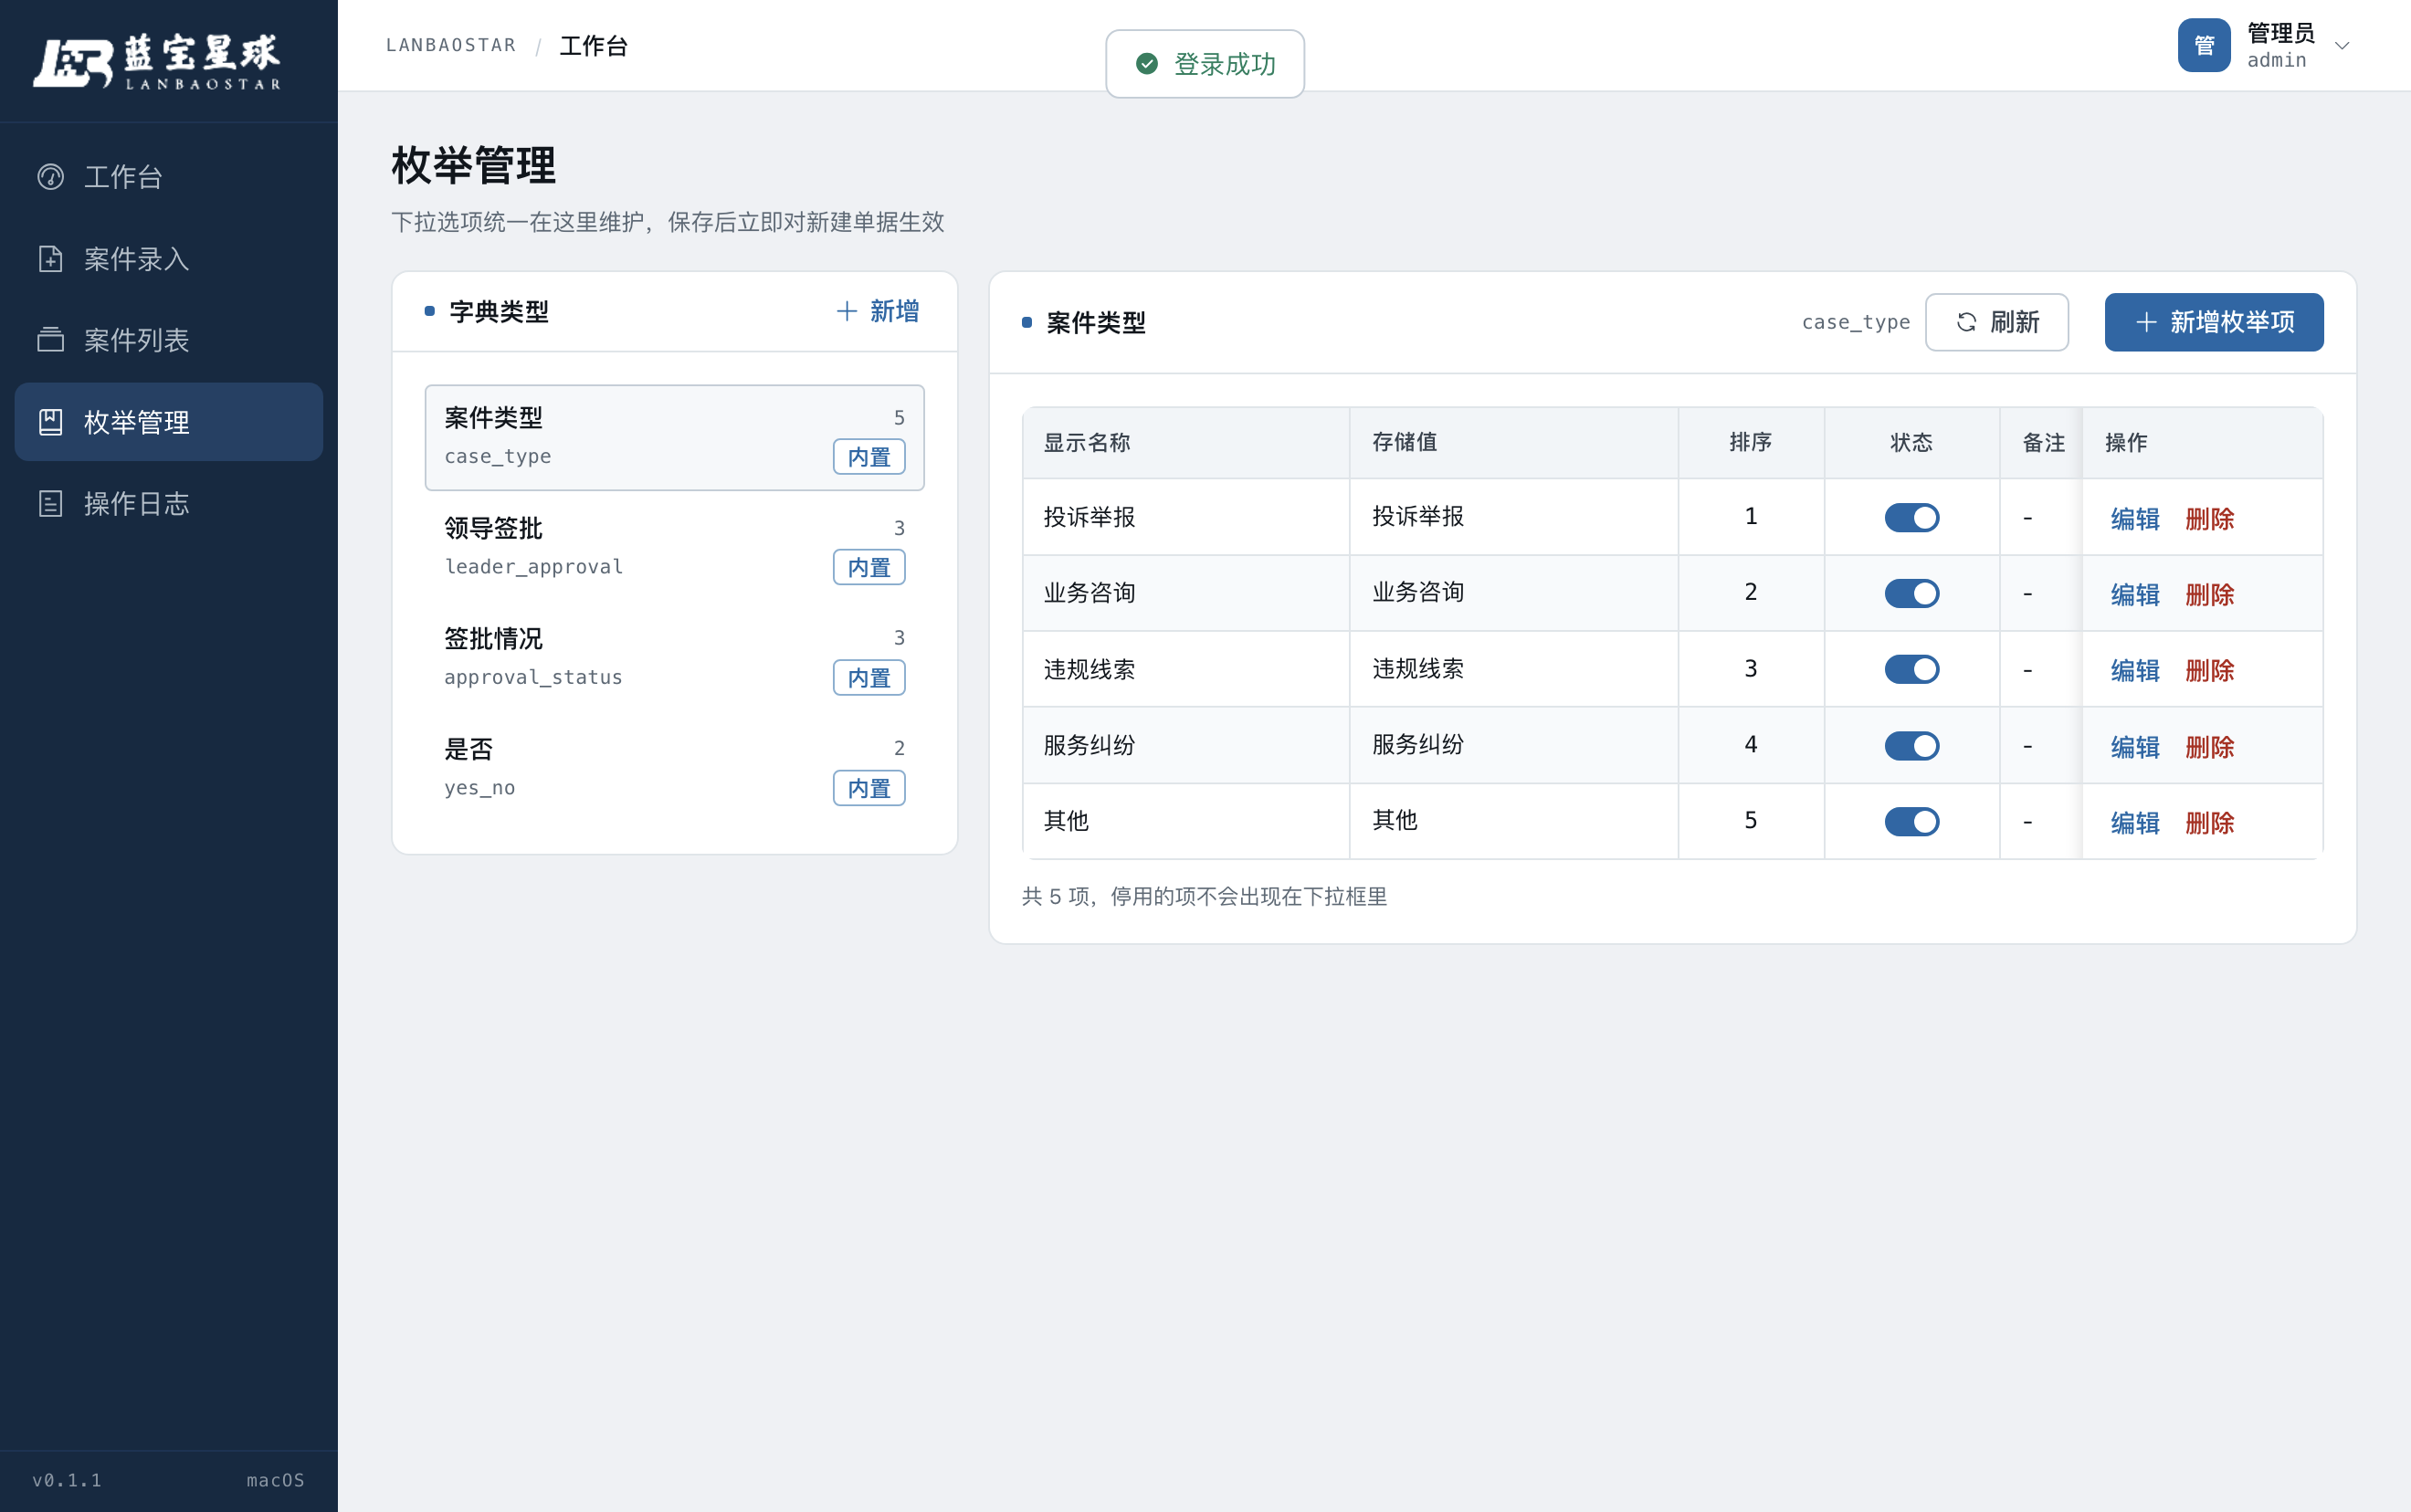 蓝宝星球
LANBAOSTAR
工作台
案件录入
案件列表
枚举管理
操作日志
v0.1.1 macOS
LANBAOSTAR / 工作台
登录成功
管 管理员
admin
枚举管理
下拉选项统一在这里维护，保存后立即对新建单据生效
字典类型 新增
案件类型 5
case_type 内置
领导签批 3
leader_approval 内置
签批情况 3
approval_status 内置
是否 2
yes_no 内置
案件类型 case_type 刷新 新增枚举项
显示名称 存储值 排序 状态 备注 操作
投诉举报 投诉举报 1 - 编辑 删除
业务咨询 业务咨询 2 - 编辑 删除
违规线索 违规线索 3 - 编辑 删除
服务纠纷 服务纠纷 4 - 编辑 删除
其他 其他 5 - 编辑 删除
共 5 项，停用的项不会出现在下拉框里